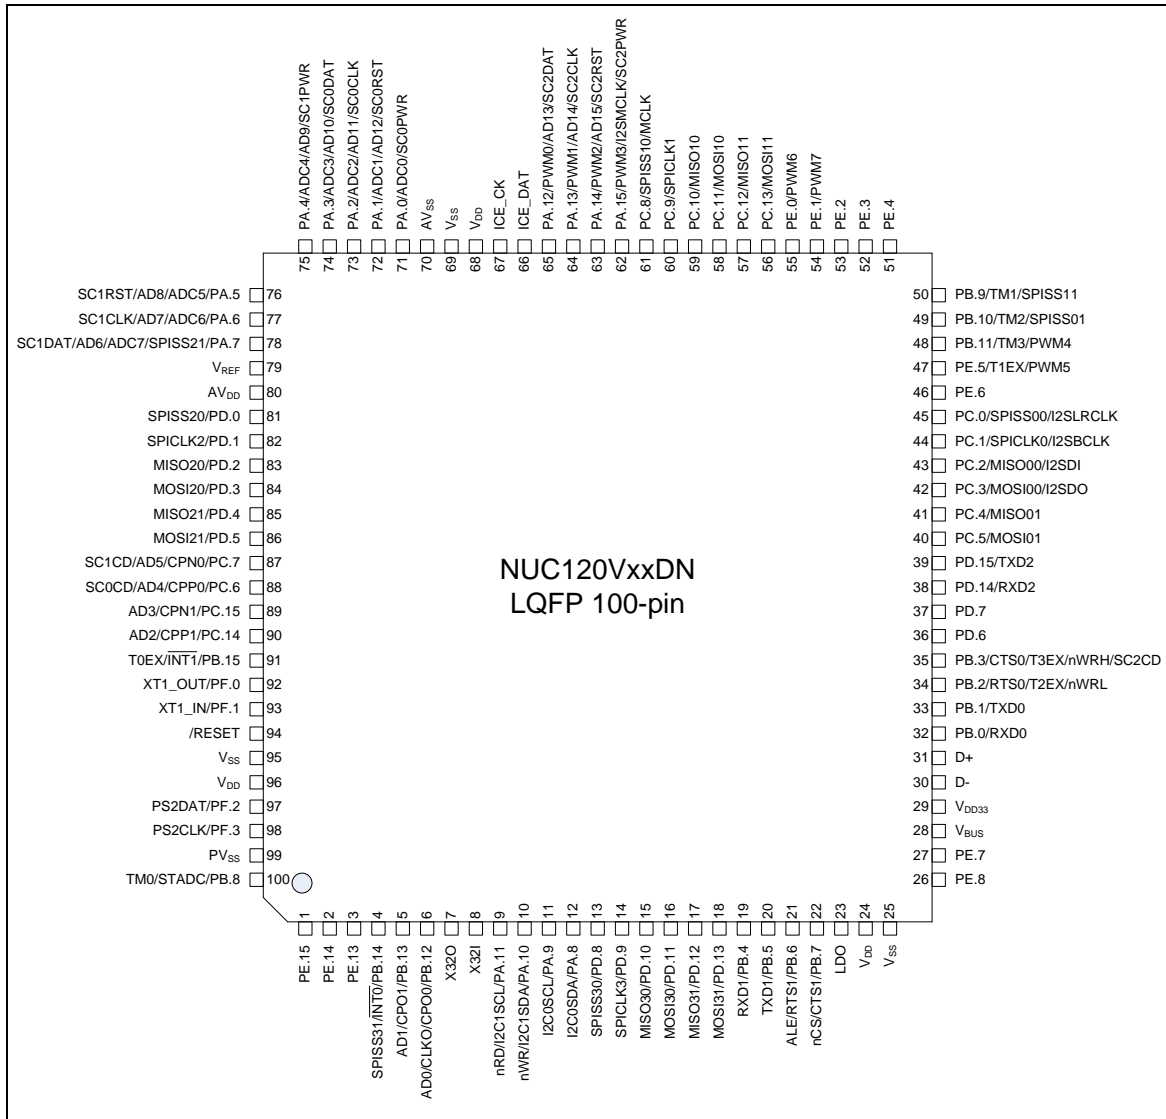 PA.4/ADC4/AD9/SC1PWR
PA.3/ADC3/AD10/SC0DAT
PA.2/ADC2/AD11/SC0CLK
PA.1/ADC1/AD12/SC0RST
PA.0/ADC0/SC0PWR
AVSS
VSS
VDD
ICE_CK
ICE_DAT
PA.12/PWM0/AD13/SC2DAT
PA.13/PWM1/AD14/SC2CLK
PA.14/PWM2/AD15/SC2RST
PA.15/PWM3/I2SMCLK/SC2PWR
PC.8/SPISS10/MCLK
PC.9/SPICLK1
PC.10/MISO10
PC.11/MOSI10
PC.12/MISO11
PC.13/MOSI11
PE.0/PWM6
PE.1/PWM7
PE.2
PE.3
PE.4
75 74 73 72 71 70 69 68 67 66 65 64 63 62 61 60 59 58 57 56 55 54 53 52 51
SC1RST/AD8/ADC5/PA.5 76
SC1CLK/AD7/ADC6/PA.6 77
SC1DAT/AD6/ADC7/SPISS21/PA.7 78
VREF 79
AVDD 80
SPISS20/PD.0 81
SPICLK2/PD.1 82
MISO20/PD.2 83
MOSI20/PD.3 84
MISO21/PD.4 85
MOSI21/PD.5 86
SC1CD/AD5/CPN0/PC.7 87
SC0CD/AD4/CPP0/PC.6 88
AD3/CPN1/PC.15 89
AD2/CPP1/PC.14 90
T0EX/INT1/PB.15 91
XT1_OUT/PF.0 92
XT1_IN/PF.1 93
/RESET 94
VSS 95
VDD 96
PS2DAT/PF.2 97
PS2CLK/PF.3 98
PVSS 99
TM0/STADC/PB.8 100
NUC120VxxDN
LQFP 100-pin
50 PB.9/TM1/SPISS11
49 PB.10/TM2/SPISS01
48 PB.11/TM3/PWM4
47 PE.5/T1EX/PWM5
46 PE.6
45 PC.0/SPISS00/I2SLRCLK
44 PC.1/SPICLK0/I2SBCLK
43 PC.2/MISO00/I2SDI
42 PC.3/MOSI00/I2SDO
41 PC.4/MISO01
40 PC.5/MOSI01
39 PD.15/TXD2
38 PD.14/RXD2
37 PD.7
36 PD.6
35 PB.3/CTS0/T3EX/nWRH/SC2CD
34 PB.2/RTS0/T2EX/nWRL
33 PB.1/TXD0
32 PB.0/RXD0
31 D+
30 D-
29 VDD33
28 VBUS
27 PE.7
26 PE.8
1 2 3 4 5 6 7 8 9 10 11 12 13 14 15 16 17 18 19 20 21 22 23 24 25
PE.15
PE.14
PE.13
SPISS31/INT0/PB.14
AD1/CPO1/PB.13
AD0/CLKO/CPO0/PB.12
X32O
X32I
nRD/I2C1SCL/PA.11
nWR/I2C1SDA/PA.10
I2C0SCL/PA.9
I2C0SDA/PA.8
SPISS30/PD.8
SPICLK3/PD.9
MISO30/PD.10
MOSI30/PD.11
MISO31/PD.12
MOSI31/PD.13
RXD1/PB.4
TXD1/PB.5
ALE/RTS1/PB.6
nCS/CTS1/PB.7
LDO
VDD
VSS